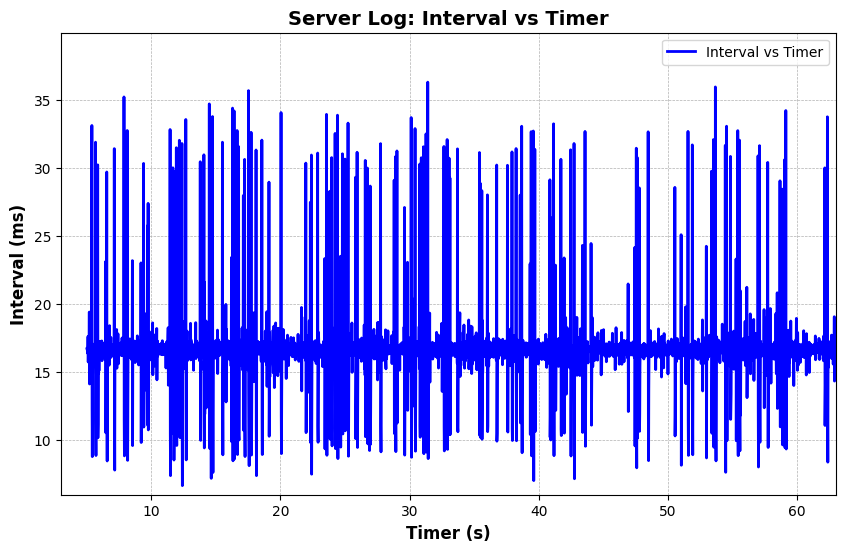 Server Log: Interval vs Timer
Interval vs Timer
35
30
25
20
15
10
Interval (ms)
10 20 30 40 50 60
Timer (s)